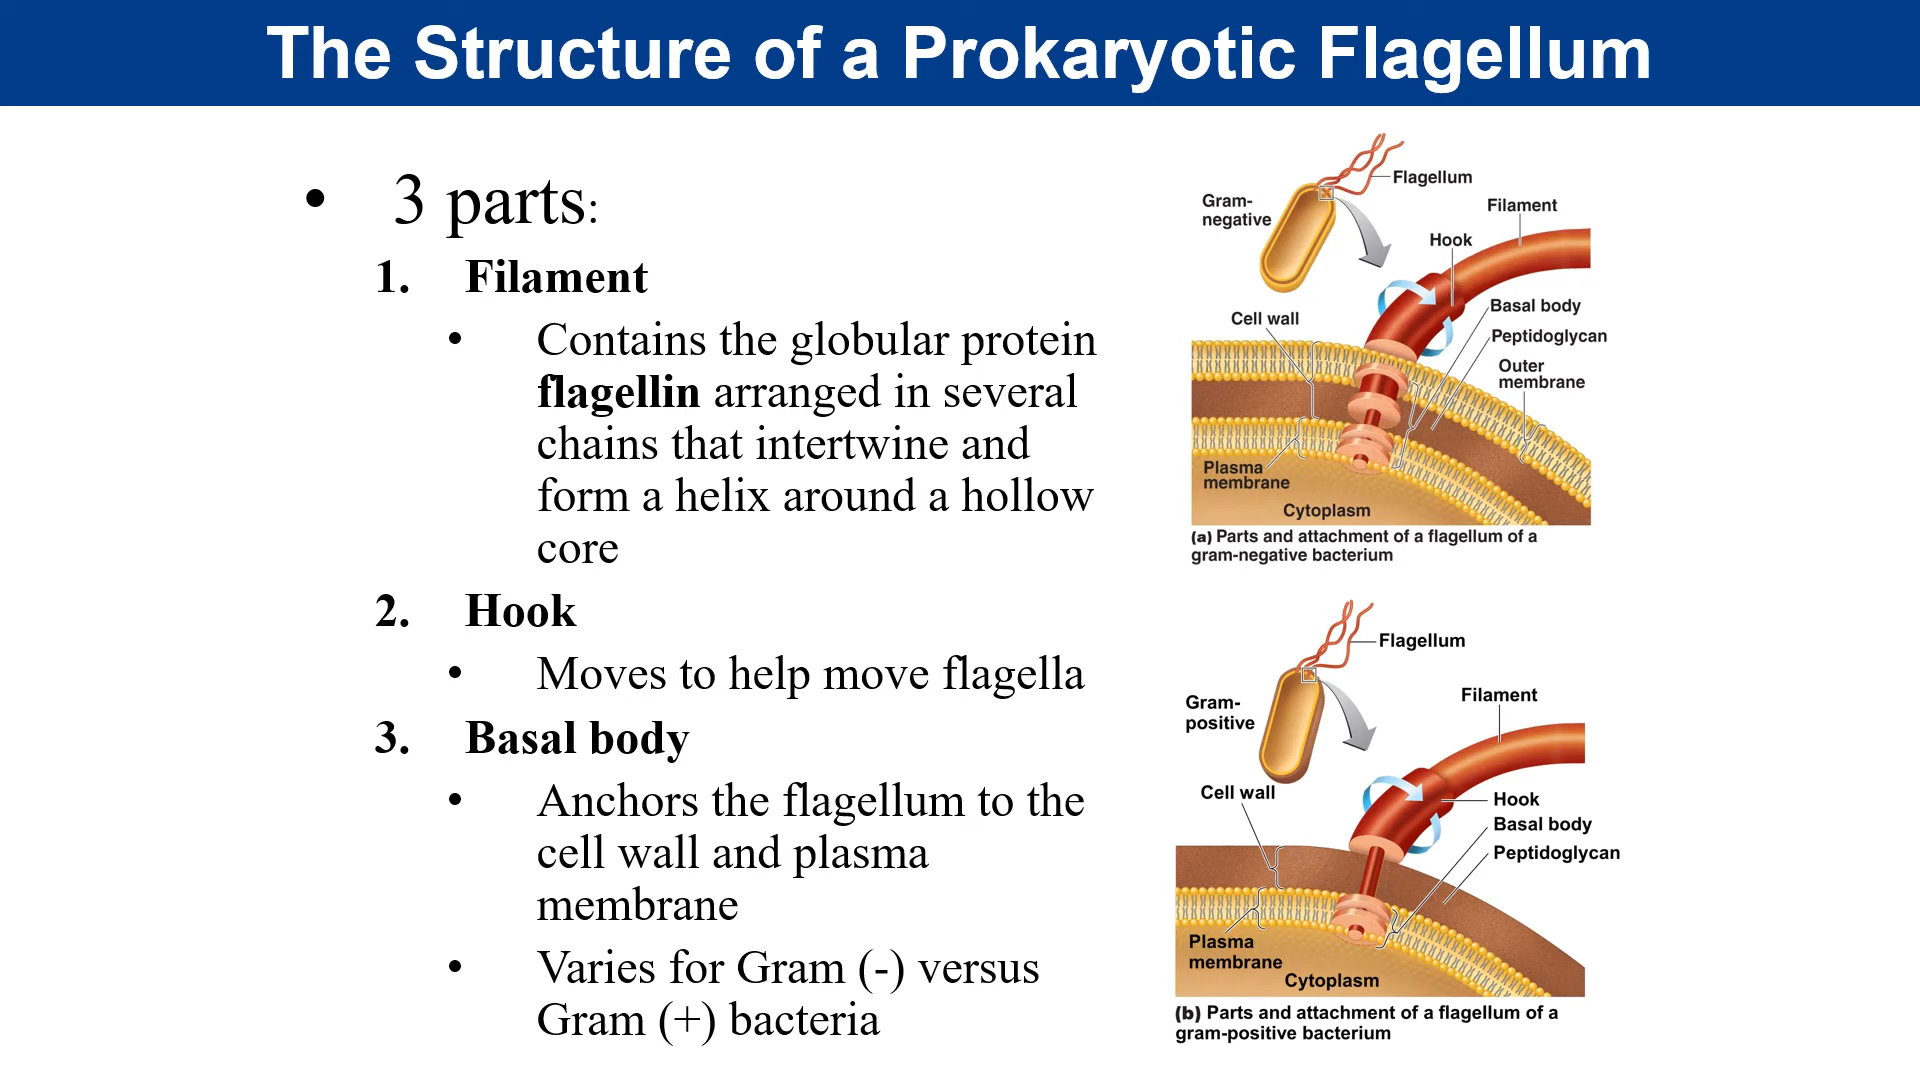 The Structure of a Prokaryotic Flagellum
• 3 parts:
1. Filament
• Contains the globular protein
flagellin arranged in several
chains that intertwine and
form a helix around a hollow
core
2. Hook
• Moves to help move flagella
3. Basal body
• Anchors the flagellum to the
cell wall and plasma
membrane
• Varies for Gram (-) versus
Gram (+) bacteria
Flagellum
Gram-
negative
Filament
Hook
Basal body
Cell wall
Peptidoglycan
Outer
membrane
Plasma
membrane
Cytoplasm
(a) Parts and attachment of a flagellum of a
gram-negative bacterium
Flagellum
Gram-
positive
Filament
Cell wall
Hook
Basal body
Peptidoglycan
Plasma
membrane
Cytoplasm
(b) Parts and attachment of a flagellum of a
gram-positive bacterium